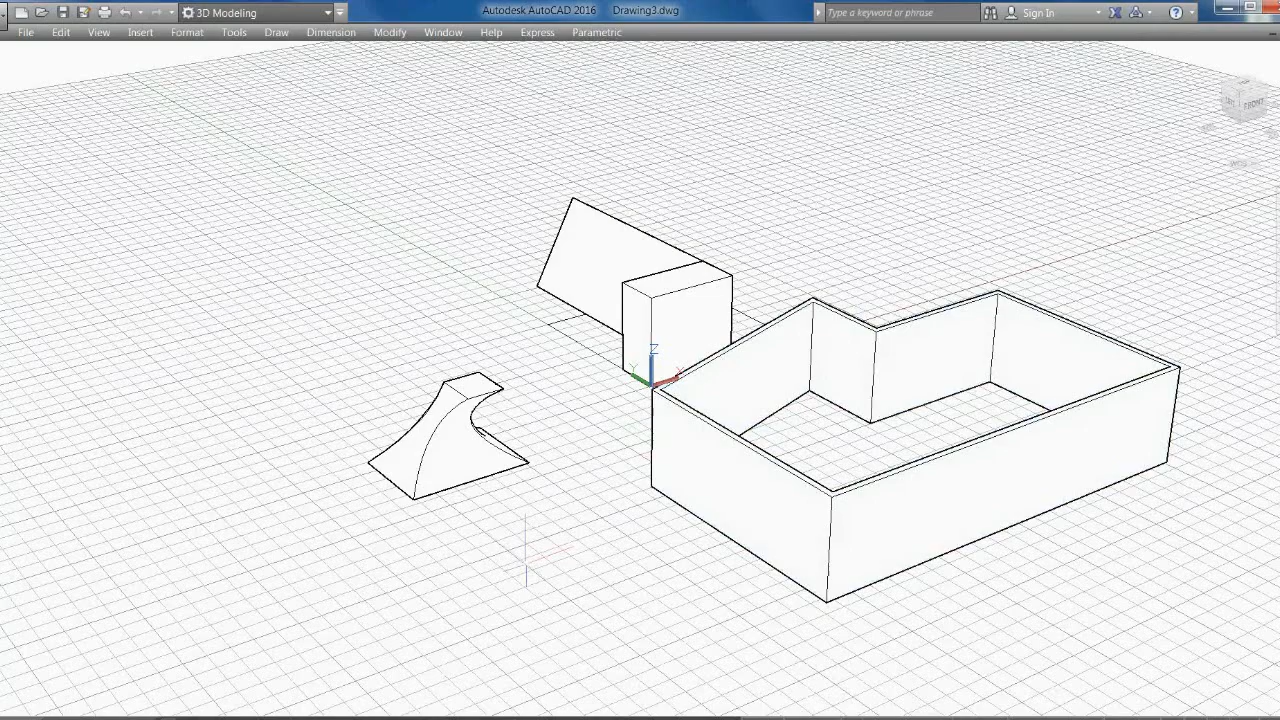 3D Modeling Autodesk AutoCAD 2016 Drawing3.dwg Type a keyword or phrase Sign In
File Edit View Insert Format Tools Draw Dimension Modify Window Help Express Parametric
FRONT
Z
Y X